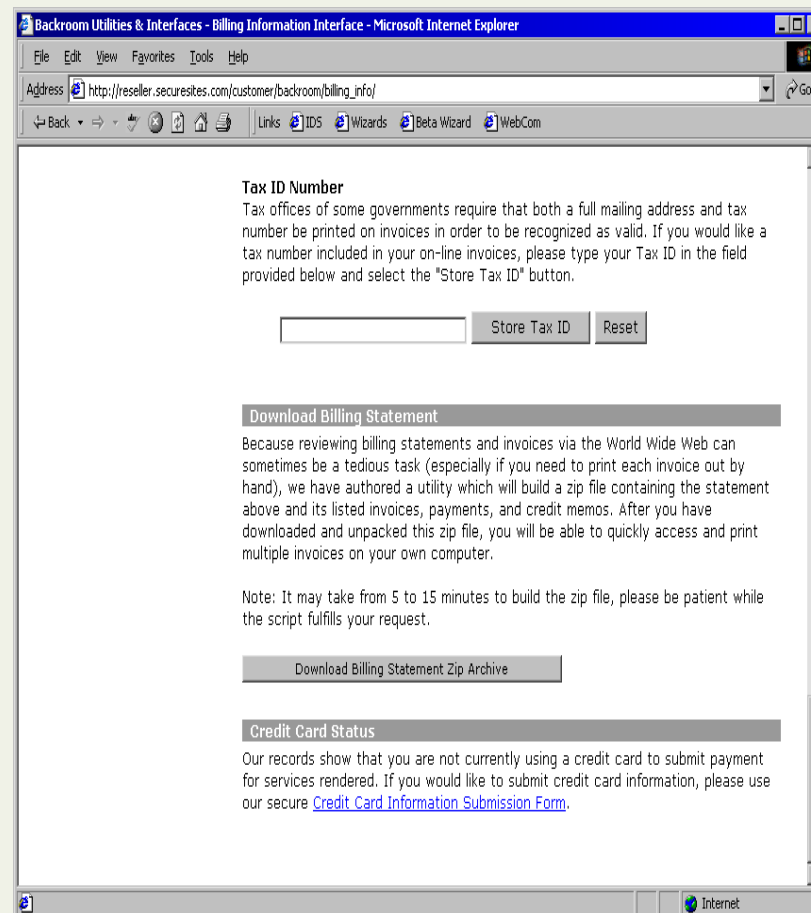 Backroom Utilities & Interfaces - Billing Information Interface - Microsoft Internet Explorer
File Edit View Favorites Tools Help
Address http://reseller.securesites.com/customer/backroom/billing_info/ Go
Back Links IDS Wizards Beta Wizard WebCom
Tax ID Number
Tax offices of some governments require that both a full mailing address and tax
number be printed on invoices in order to be recognized as valid. If you would like a
tax number included in your on-line invoices, please type your Tax ID in the field
provided below and select the "Store Tax ID" button.
Store Tax ID Reset
Download Billing Statement
Because reviewing billing statements and invoices via the World Wide Web can
sometimes be a tedious task (especially if you need to print each invoice out by
hand), we have authored a utility which will build a zip file containing the statement
above and its listed invoices, payments, and credit memos. After you have
downloaded and unpacked this zip file, you will be able to quickly access and print
multiple invoices on your own computer.
Note: It may take from 5 to 15 minutes to build the zip file, please be patient while
the script fulfills your request.
Download Billing Statement Zip Archive
Credit Card Status
Our records show that you are not currently using a credit card to submit payment
for services rendered. If you would like to submit credit card information, please use
our secure Credit Card Information Submission Form.
Internet